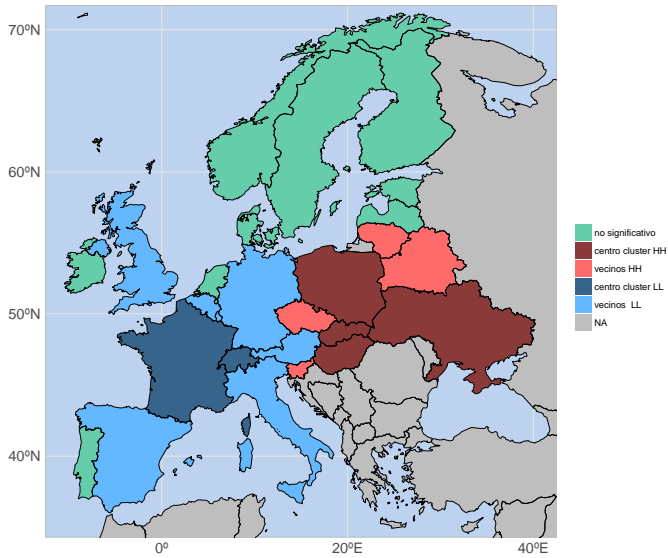 70ºN
60ºN
50ºN
40ºN
0º
20ºE
40ºE
no significativo
centro cluster HH
vecinos HH
centro cluster LL
vecinos  LL
NA